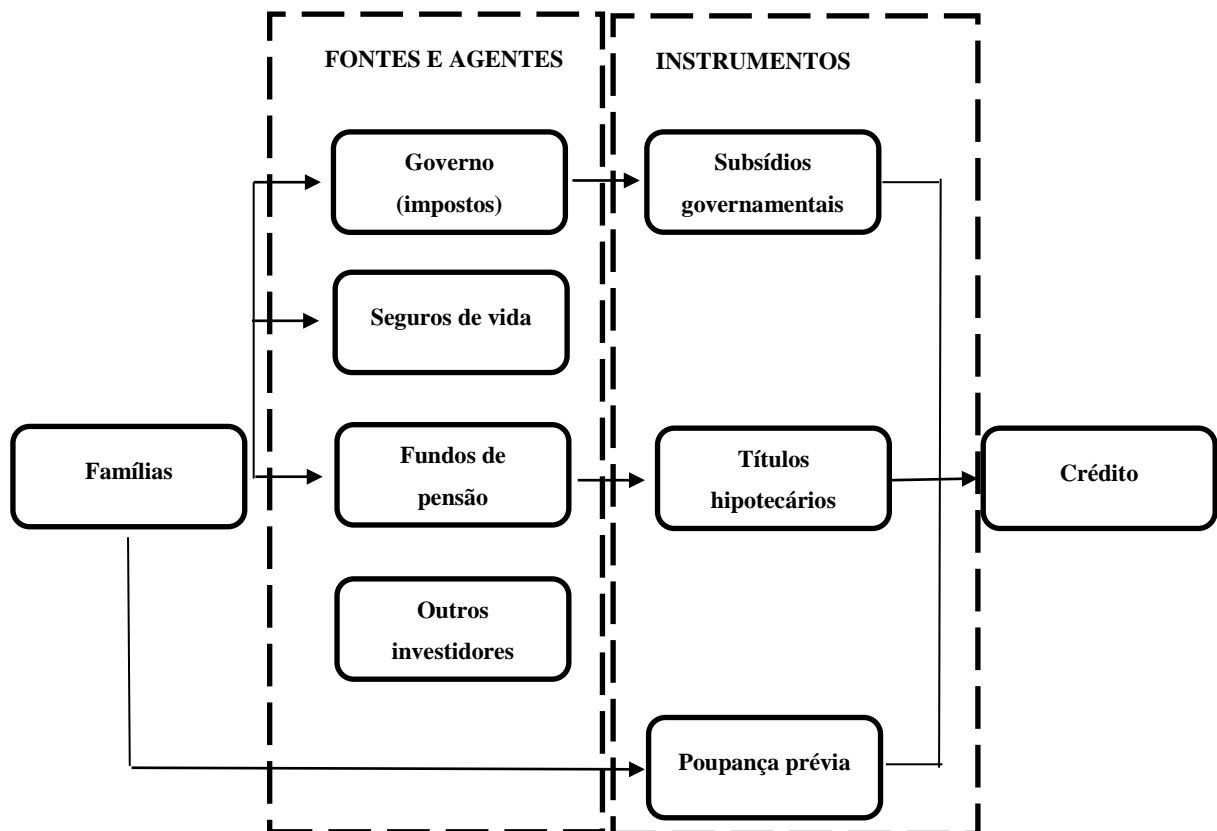 FONTES E AGENTES
INSTRUMENTOS
Governo
(impostos)
Subsídios
governamentais
Seguros de vida
Famílias
Fundos de
pensão
Títulos
hipotecários
Crédito
Outros
investidores
Poupança prévia